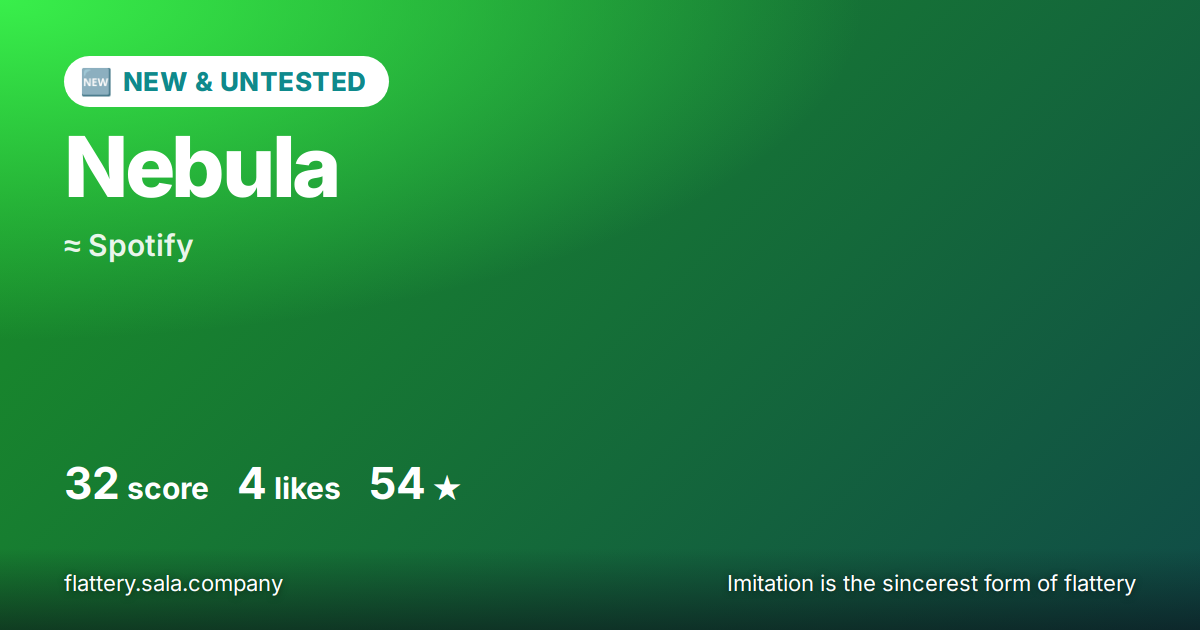 🆕 NEW & UNTESTED
Nebula
≈ Spotify
32 score 4 likes 54 ★
flattery.sala.company
Imitation is the sincerest form of flattery